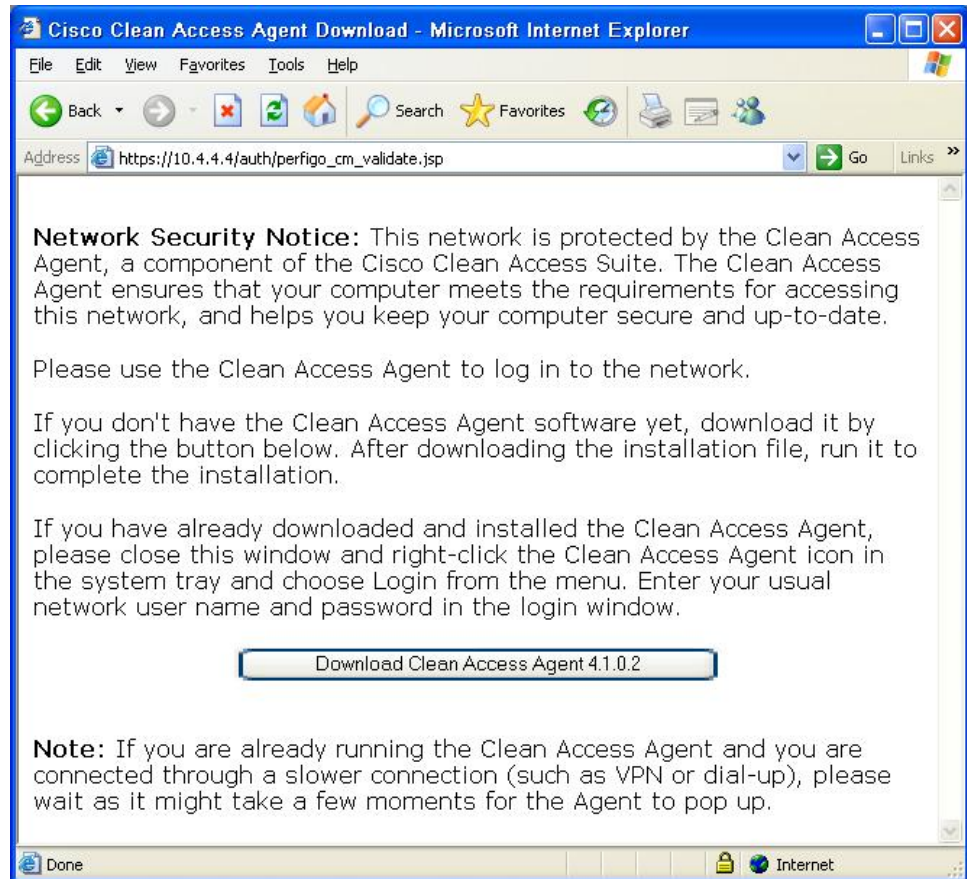 Cisco Clean Access Agent Download - Microsoft Internet Explorer
File Edit View Favorites Tools Help
Back Search Favorites
Address https://10.4.4.4/auth/perfigo_cm_validate.jsp Go Links »
Network Security Notice: This network is protected by the Clean Access
Agent, a component of the Cisco Clean Access Suite. The Clean Access
Agent ensures that your computer meets the requirements for accessing
this network, and helps you keep your computer secure and up-to-date.
Please use the Clean Access Agent to log in to the network.
If you don't have the Clean Access Agent software yet, download it by
clicking the button below. After downloading the installation file, run it to
complete the installation.
If you have already downloaded and installed the Clean Access Agent,
please close this window and right-click the Clean Access Agent icon in
the system tray and choose Login from the menu. Enter your usual
network user name and password in the login window.
Download Clean Access Agent 4.1.0.2
Note: If you are already running the Clean Access Agent and you are
connected through a slower connection (such as VPN or dial-up), please
wait as it might take a few moments for the Agent to pop up.
Done Internet